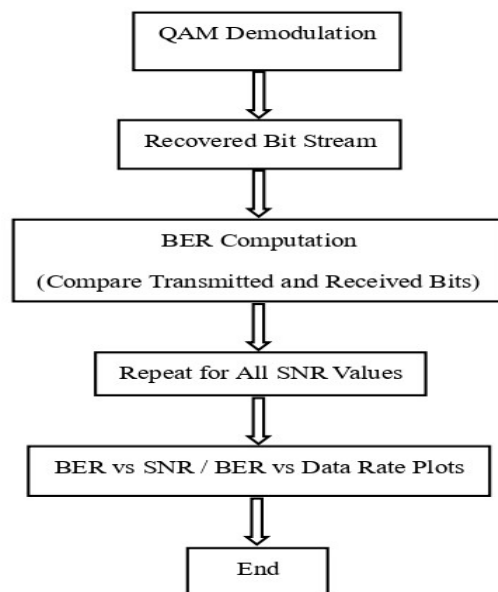 QAM Demodulation
Recovered Bit Stream
BER Computation
(Compare Transmitted and Received Bits)
Repeat for All SNR Values
BER vs SNR / BER vs Data Rate Plots
End